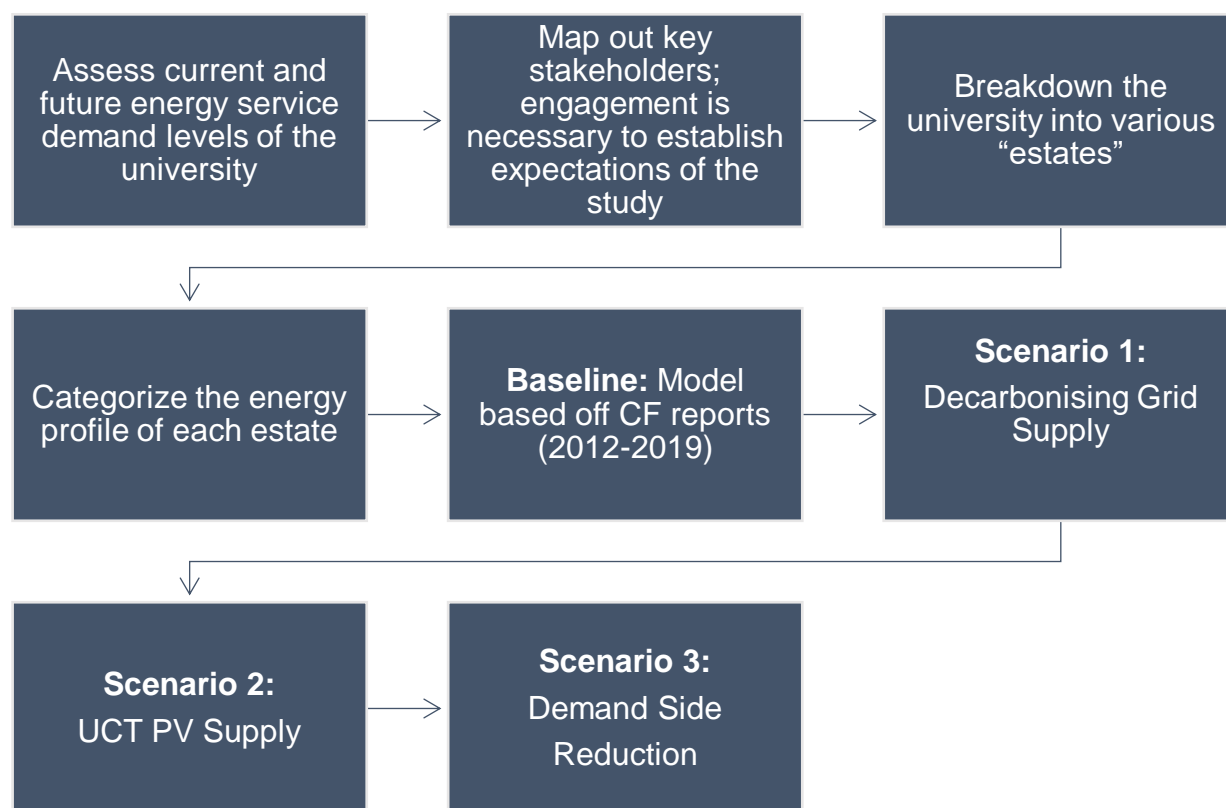 Assess current and
future energy service
demand levels of the
university
Map out key
stakeholders;
engagement is
necessary to establish
expectations of the
study
Breakdown the
university into various
“estates”
Categorize the energy
profile of each estate
Baseline: Model
based off CF reports
(2012-2019)
Scenario 1:
Decarbonising Grid
Supply
Scenario 2:
UCT PV Supply
Scenario 3:
Demand Side
Reduction